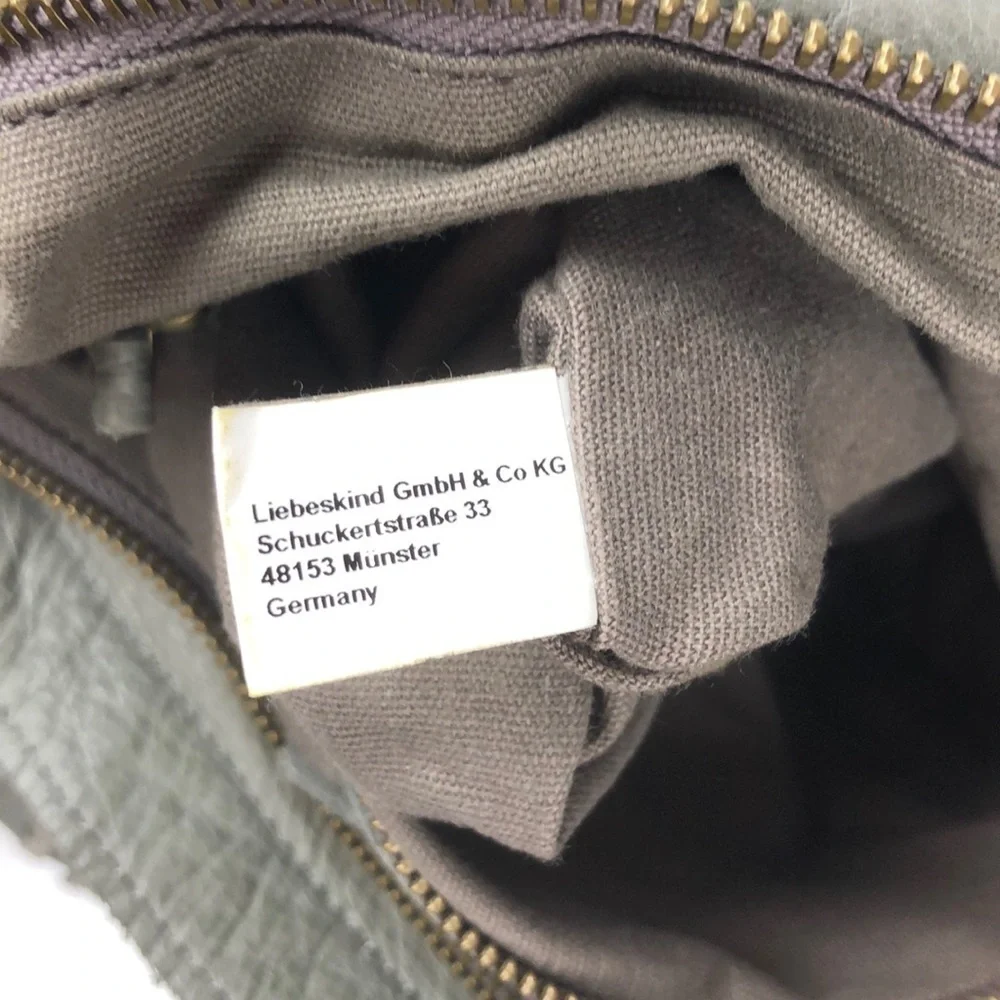 Liebeskind GmbH & Co KG
Schuckertstraße 33
48153 Münster
Germany